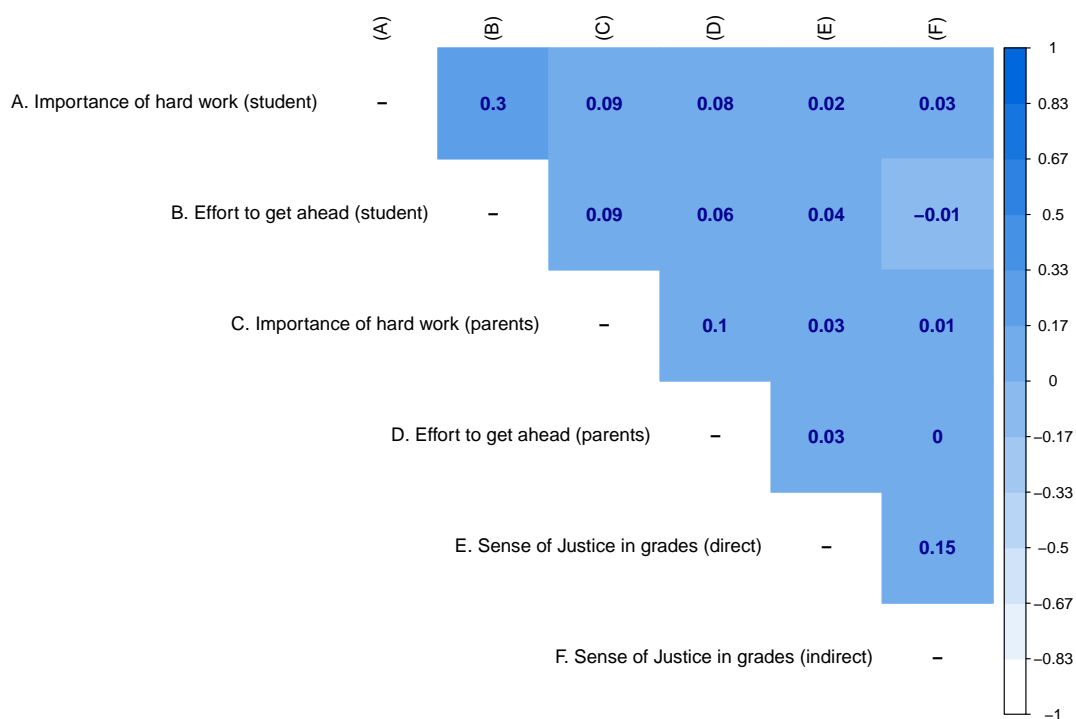 (A) (B) (C) (D) (E) (F)
A. Importance of hard work (student) – 0.3 0.09 0.08 0.02 0.03
B. Effort to get ahead (student) – 0.09 0.06 0.04 −0.01
C. Importance of hard work (parents) – 0.1 0.03 0.01
D. Effort to get ahead (parents) – 0.03 0
E. Sense of Justice in grades (direct) – 0.15
F. Sense of Justice in grades (indirect) –
1
0.83
0.67
0.5
0.33
0.17
0
−0.17
−0.33
−0.5
−0.67
−0.83
−1